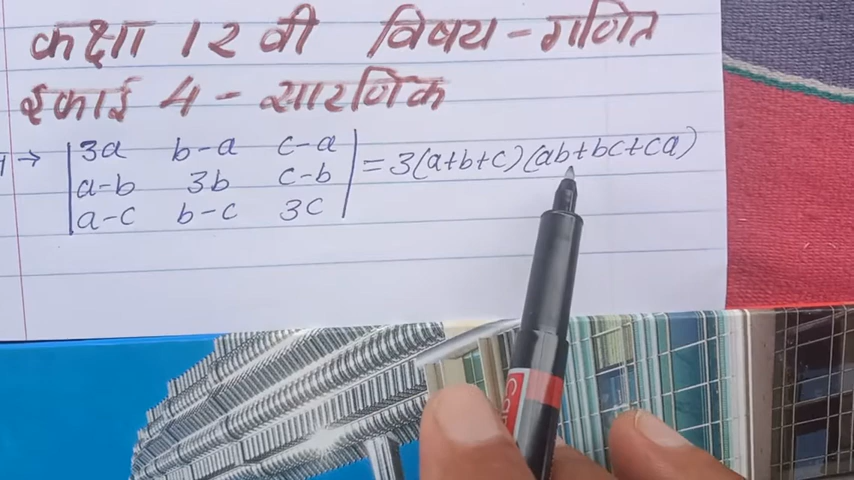 कक्षा 12 वी विषय - गणित
इकाई 4 - सारणिक
→ | 3a b-a c-a | = 3(a+b+c)(ab+bc+ca)
| a-b 3b c-b |
| a-c b-c 3c |